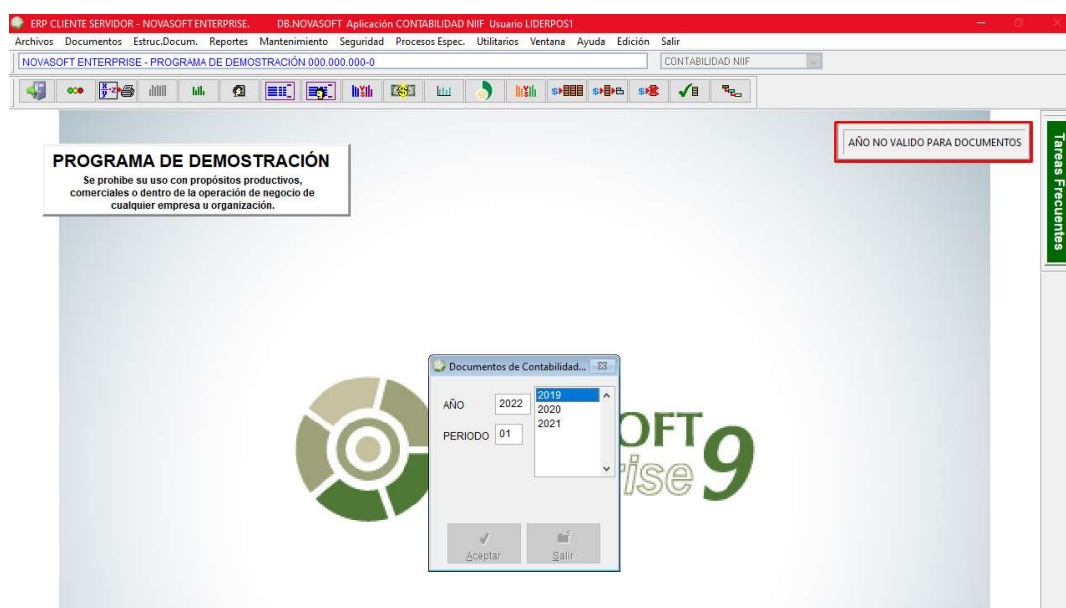 ERP CLIENTE SERVIDOR - NOVASOFT ENTERPRISE. DB.NOVASOFT Aplicación CONTABILIDAD NIIF Usuario LIDERPOS1
Archivos Documentos Estruc.Docum. Reportes Mantenimiento Seguridad Procesos Espec. Utilitarios Ventana Ayuda Edición Salir
NOVASOFT ENTERPRISE - PROGRAMA DE DEMOSTRACIÓN 000.000.000-0 CONTABILIDAD NIIF
AÑO NO VALIDO PARA DOCUMENTOS
Tareas Frecuentes
PROGRAMA DE DEMOSTRACIÓN
Se prohibe su uso con propósitos productivos,
comerciales o dentro de la operación de negocio de
cualquier empresa u organización.
Documentos de Contabilidad...
AÑO 2022
PERIODO 01
2019
2020
2021
OFT
rise 9
Aceptar Salir